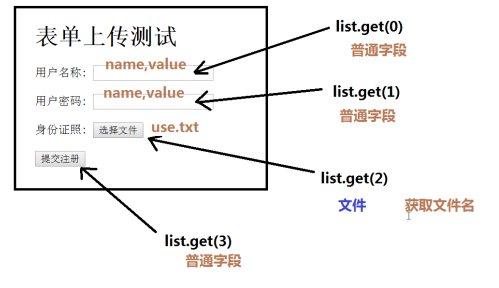 表单上传测试
用户名称： name,value
用户密码： name,value
身份证照： 选择文件 use.txt
提交注册
list.get(0)
普通字段
list.get(1)
普通字段
list.get(2)
文件 获取文件名
list.get(3)
普通字段